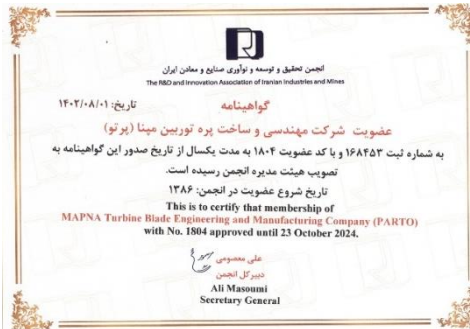 انجمن تحقیق و توسعه و نوآوری صنایع و معادن ایران
The R&D and Innovation Association of Iranian Industries and Mines
تاریخ: ۱۴۰۲/۰۸/۰۱
گواهینامه
عضویت شرکت مهندسی و ساخت پره توربین مپنا (پرتو)
به شماره ثبت ۱۶۸۴۵۳ و با کد عضویت ۱۸۰۴ به مدت یکسال از تاریخ صدور این گواهینامه به
تصویب هیئت مدیره انجمن رسیده است.
تاریخ شروع عضویت در انجمن: ۱۳۸۶
This is to certify that membership of
MAPNA Turbine Blade Engineering and Manufacturing Company (PARTO)
with No. 1804 approved until 23 October 2024.
علی معصومی
دبیر کل انجمن
Ali Masoumi
Secretary General